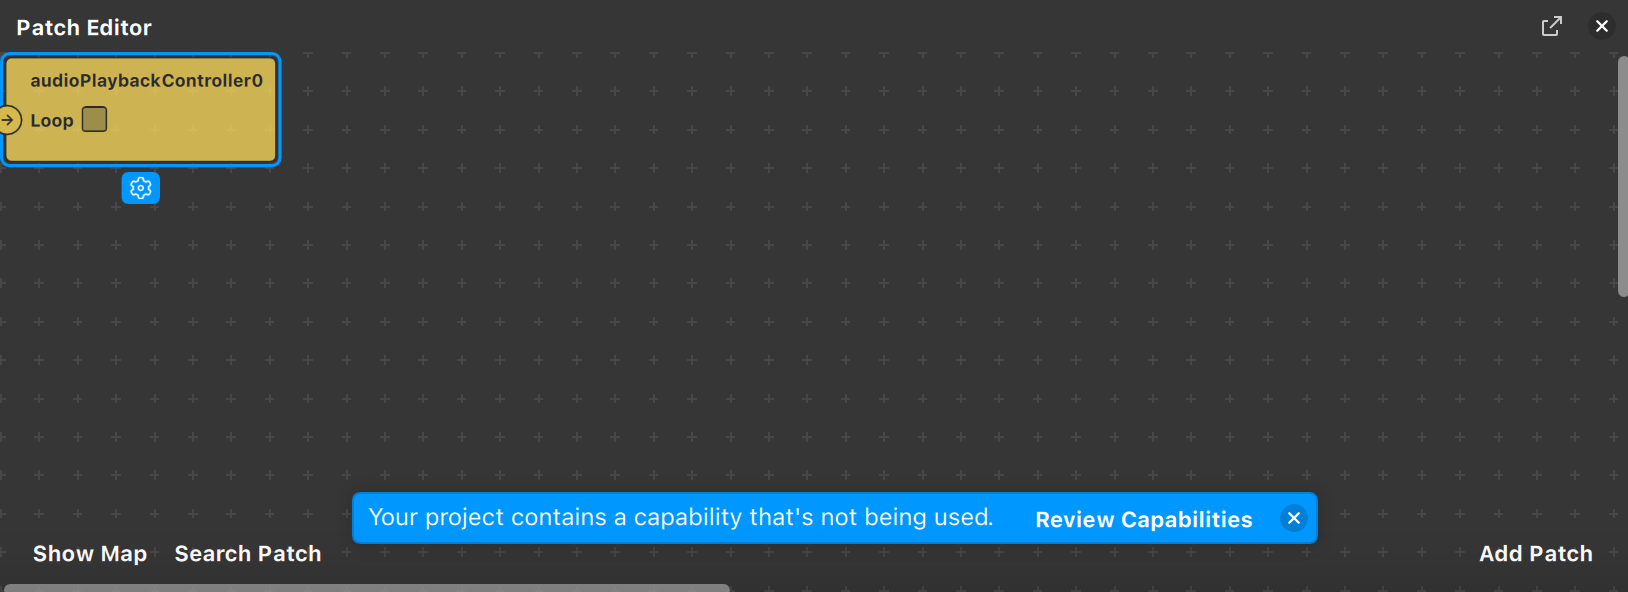 Patch Editor
audioPlaybackController0
Loop
Your project contains a capability that's not being used. Review Capabilities
Show Map Search Patch Add Patch